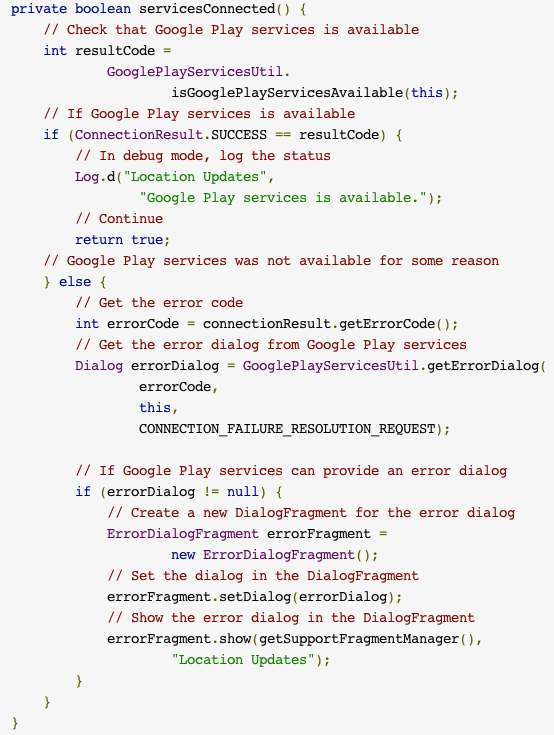 private boolean servicesConnected() {
    // Check that Google Play services is available
    int resultCode =
            GooglePlayServicesUtil.
                    isGooglePlayServicesAvailable(this);
    // If Google Play services is available
    if (ConnectionResult.SUCCESS == resultCode) {
        // In debug mode, log the status
        Log.d("Location Updates",
                "Google Play services is available.");
        // Continue
        return true;
    // Google Play services was not available for some reason
    } else {
        // Get the error code
        int errorCode = connectionResult.getErrorCode();
        // Get the error dialog from Google Play services
        Dialog errorDialog = GooglePlayServicesUtil.getErrorDialog(
                errorCode,
                this,
                CONNECTION_FAILURE_RESOLUTION_REQUEST);

        // If Google Play services can provide an error dialog
        if (errorDialog != null) {
            // Create a new DialogFragment for the error dialog
            ErrorDialogFragment errorFragment =
                    new ErrorDialogFragment();
            // Set the dialog in the DialogFragment
            errorFragment.setDialog(errorDialog);
            // Show the error dialog in the DialogFragment
            errorFragment.show(getSupportFragmentManager(),
                    "Location Updates");
        }
    }
}